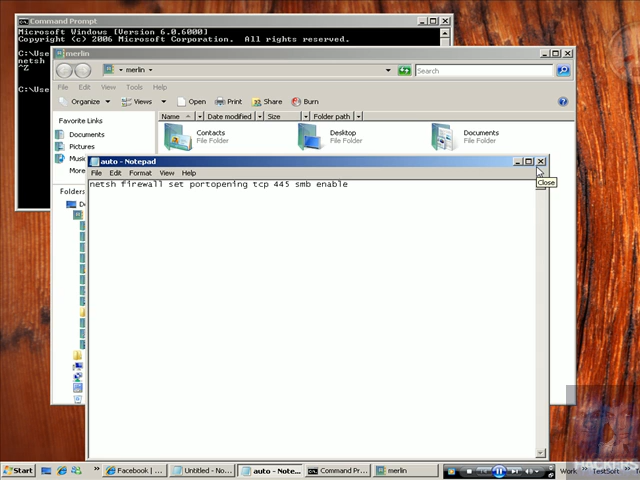 Command Prompt
Microsoft Windows [Version 6.0.6000]
Copyright (c) 2006 Microsoft Corporation. All rights reserved.
C:\Use
netsh
^Z
C:\Use
merlin
merlin
Search
File Edit View Tools Help
Organize Views Open Print Share Burn
Favorite Links
Name Date modified Size Folder path
Documents
Pictures
Music
More
Contacts
File Folder
Desktop
File Folder
Documents
File Folder
Folders
auto - Notepad
File Edit Format View Help
netsh firewall set portopening tcp 445 smb enable
Close
Start
Facebook | ...
Untitled - No...
auto - Note...
Command Pr...
merlin
Work
TestSoft